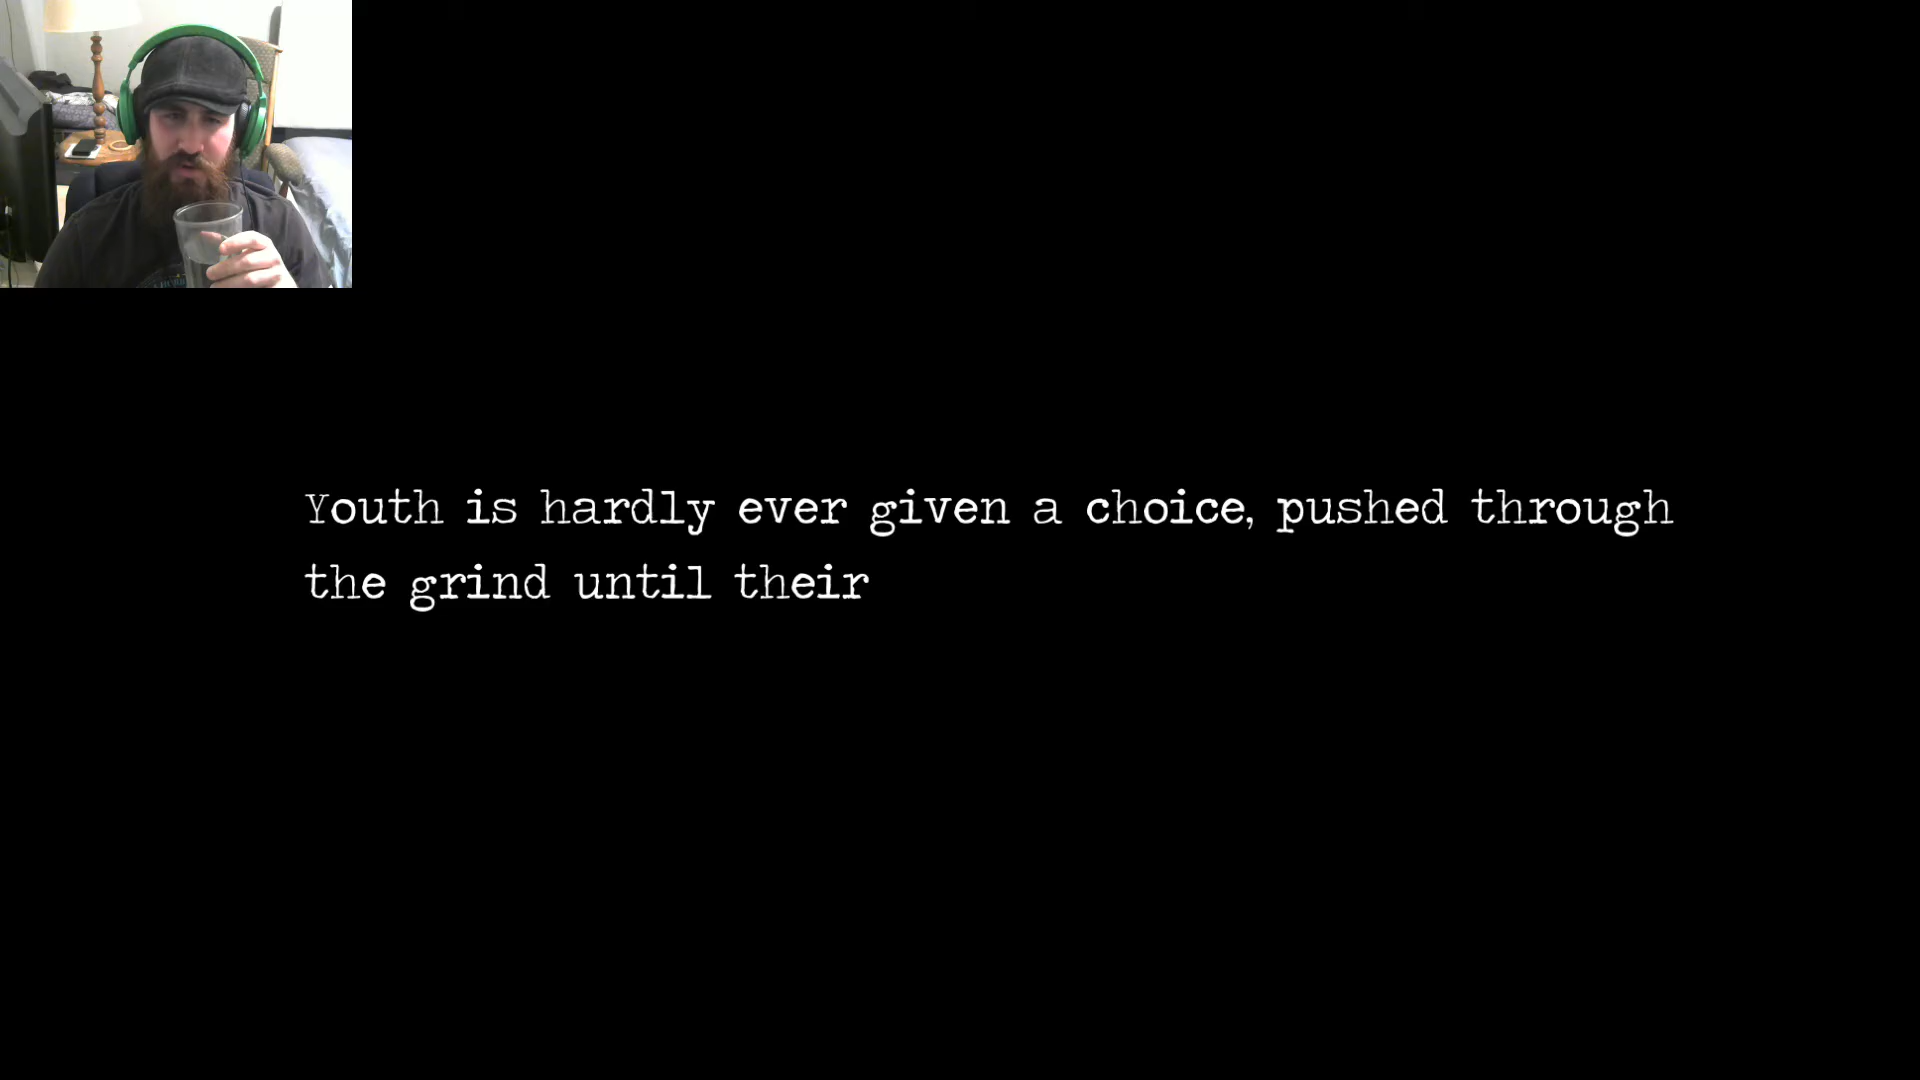 Youth is hardly ever given a choice, pushed through
the grind until their